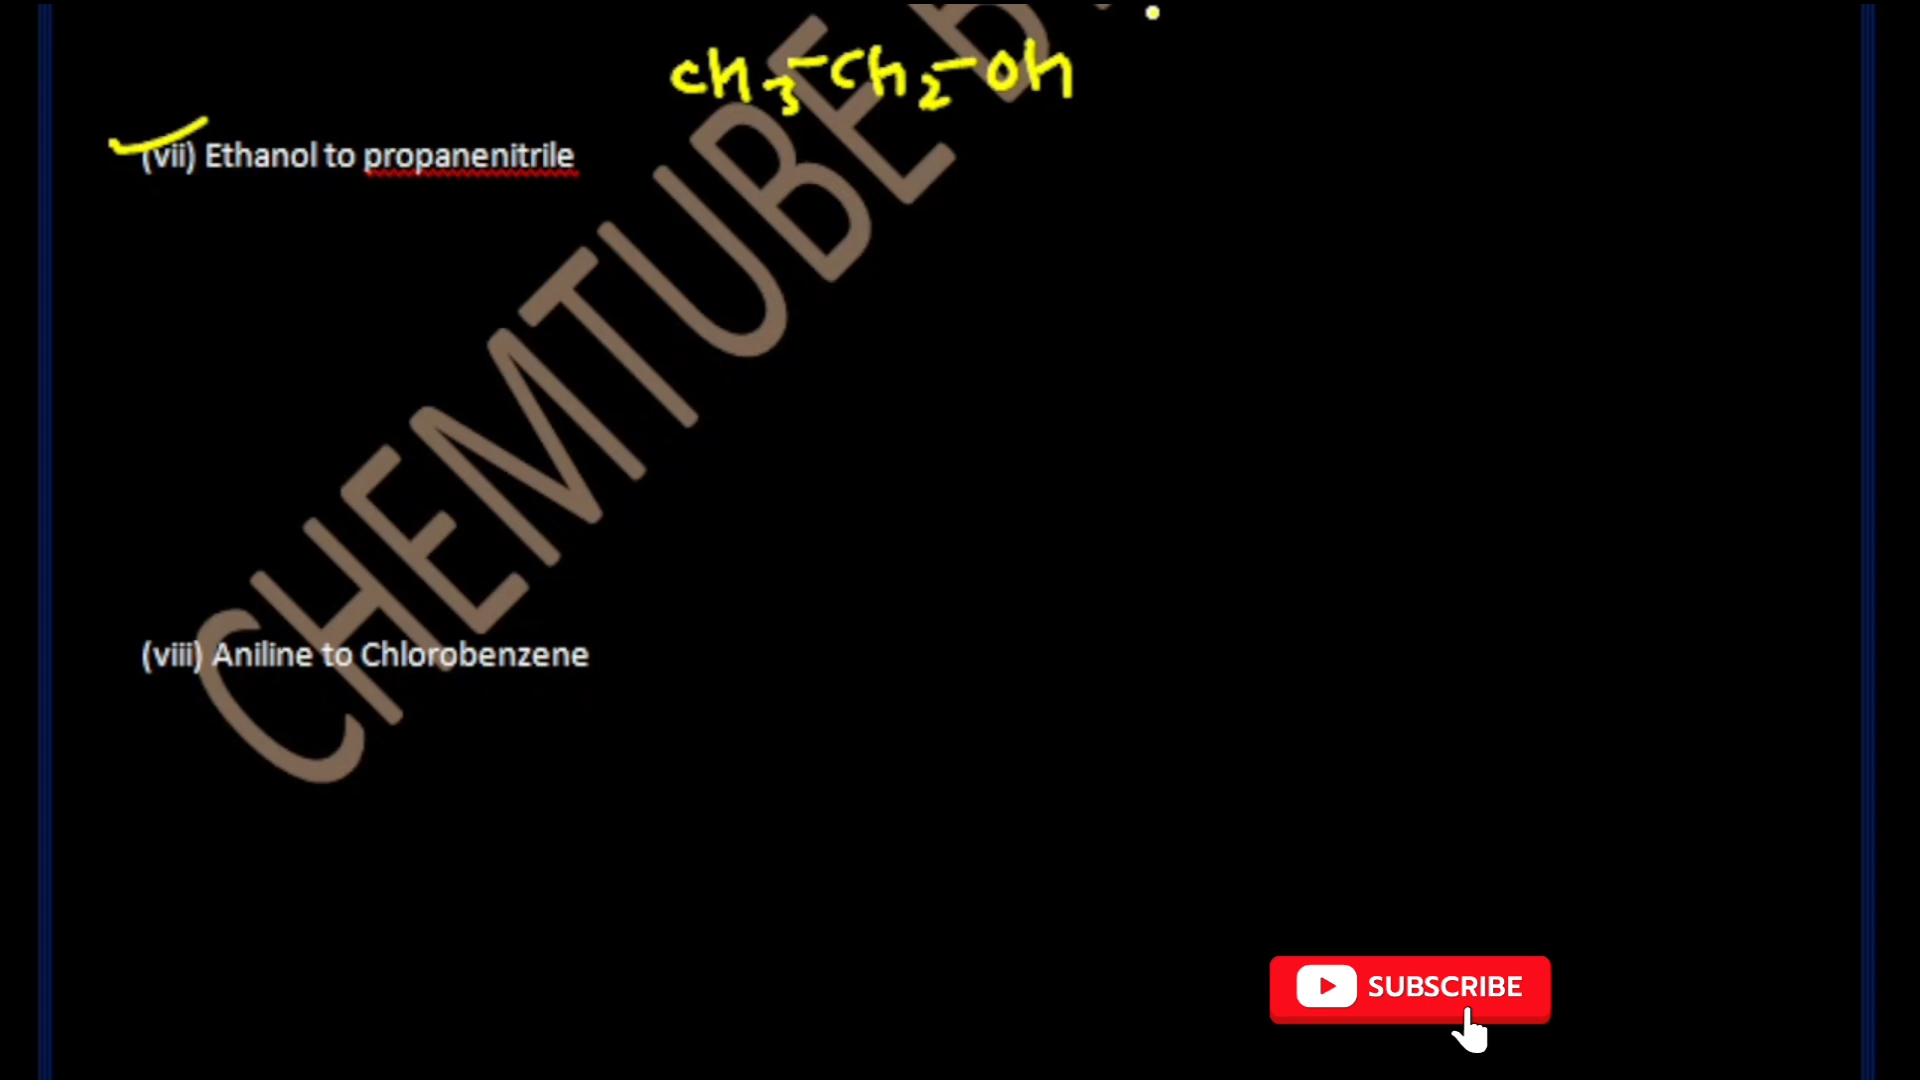 ch3-ch2-oh
(vii) Ethanol to propanenitrile
CHEMTUBE
(viii) Aniline to Chlorobenzene
SUBSCRIBE